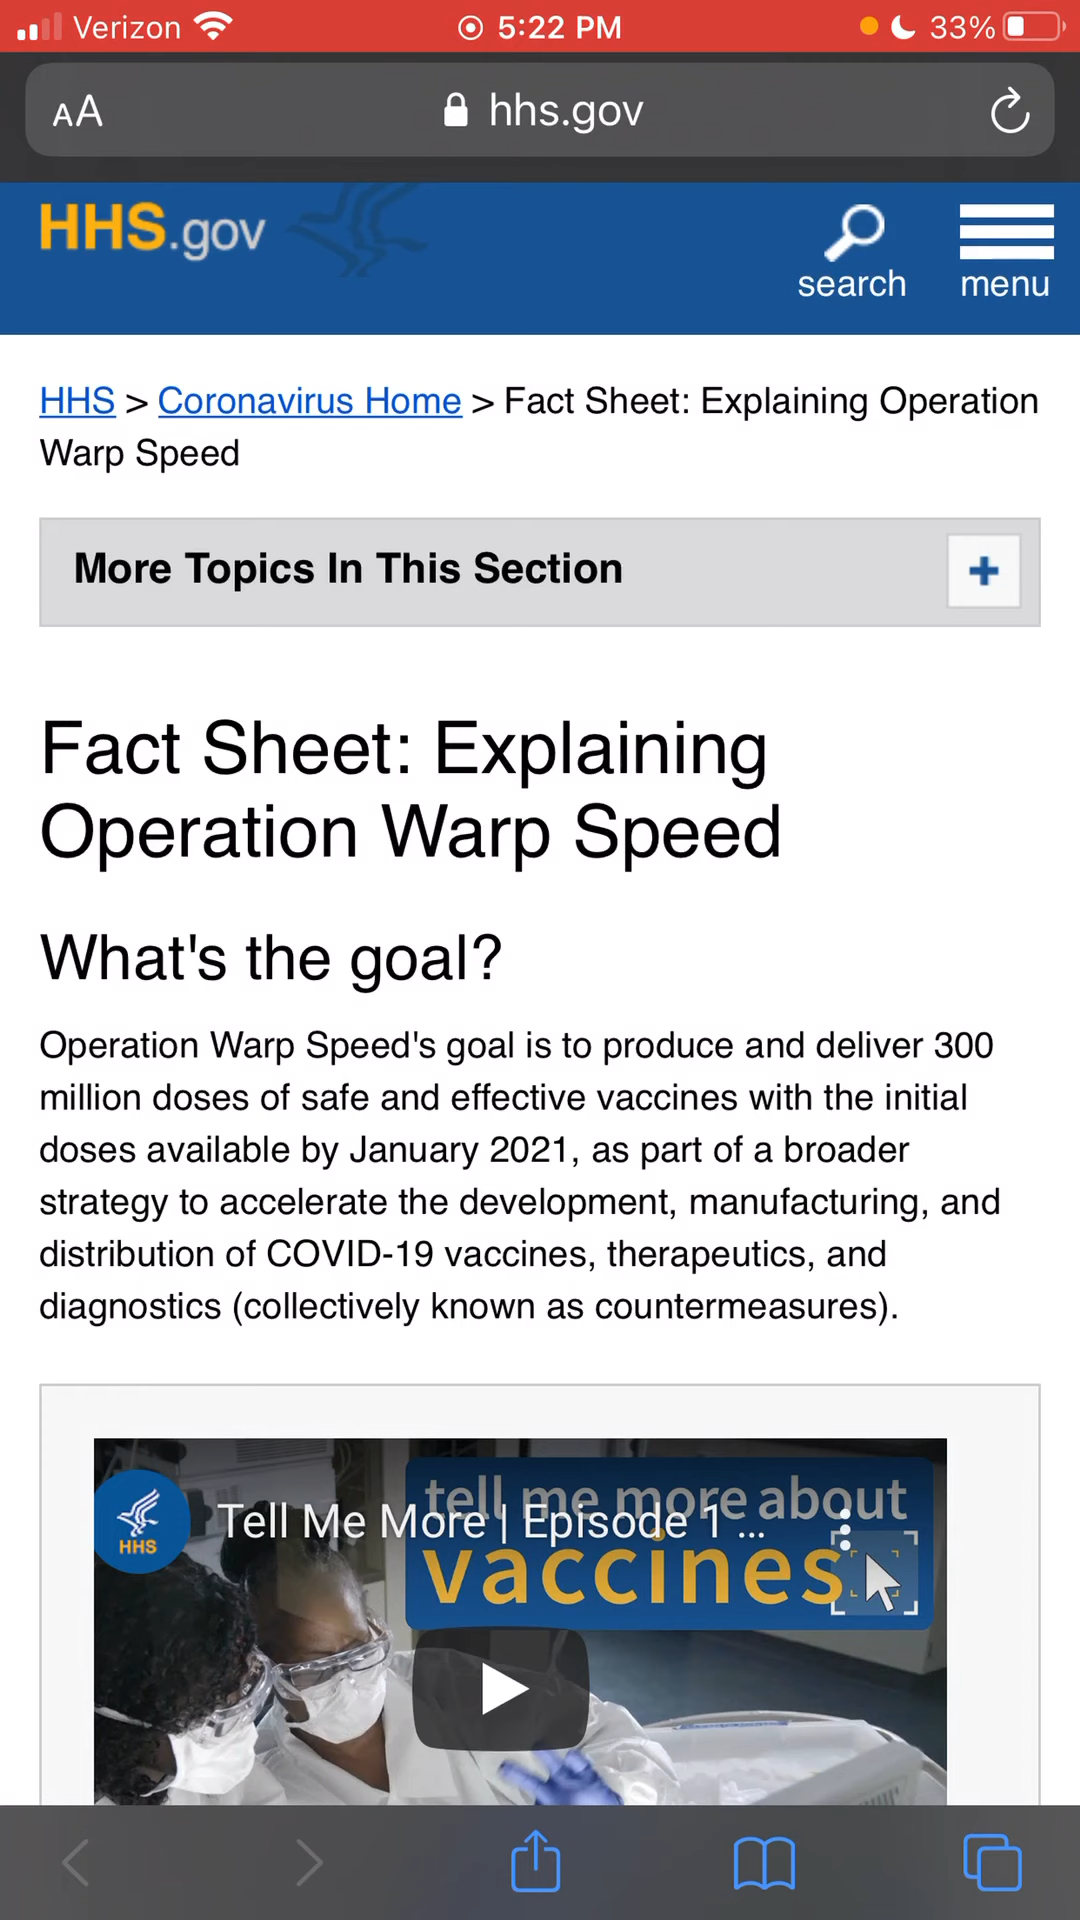 Verizon 5:22 PM 33%
AA hhs.gov
HHS.gov
search menu
HHS > Coronavirus Home > Fact Sheet: Explaining Operation
Warp Speed
More Topics In This Section
Fact Sheet: Explaining
Operation Warp Speed
What's the goal?
Operation Warp Speed's goal is to produce and deliver 300
million doses of safe and effective vaccines with the initial
doses available by January 2021, as part of a broader
strategy to accelerate the development, manufacturing, and
distribution of COVID-19 vaccines, therapeutics, and
diagnostics (collectively known as countermeasures).
tell me more about
HHS
Tell Me More | Episode 1 ...
vaccines